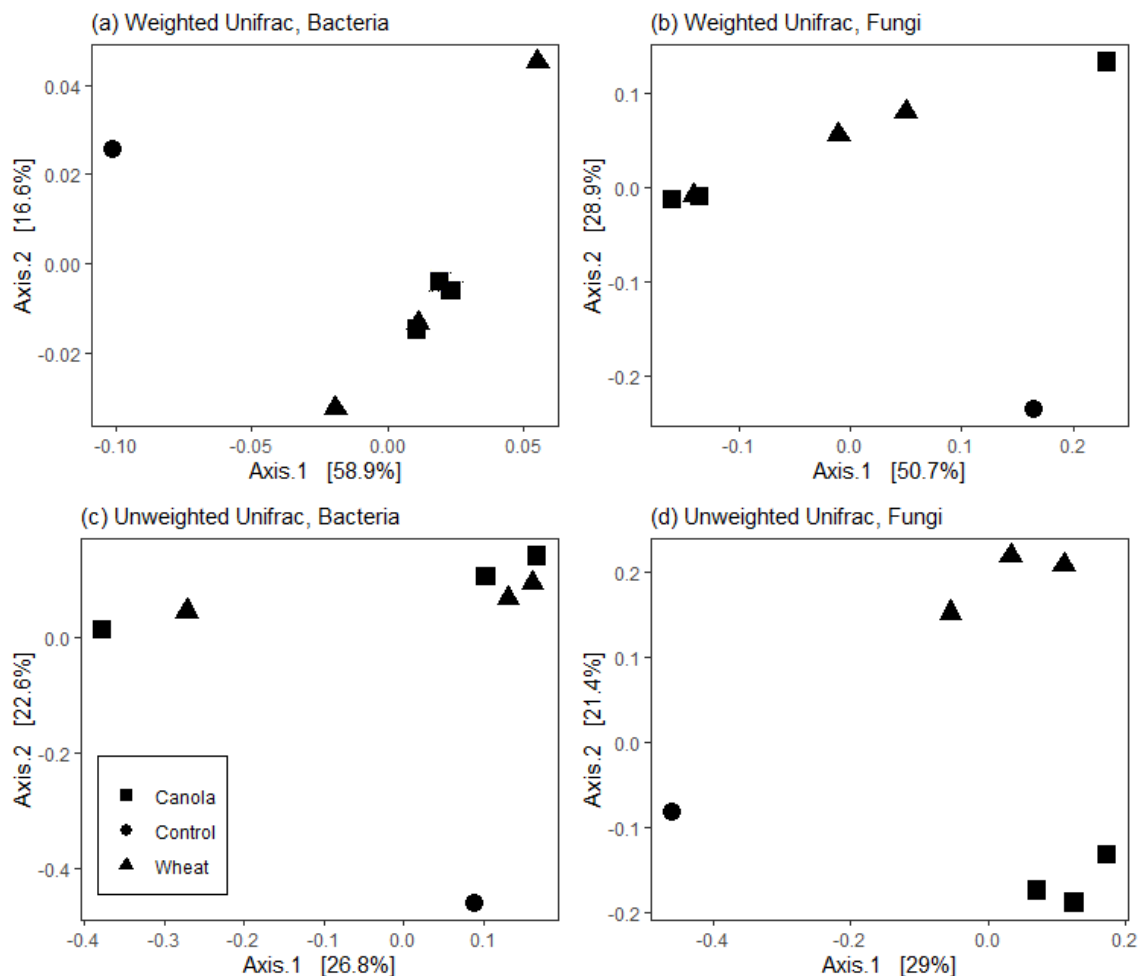 (a) Weighted Unifrac, Bacteria
0.04
0.02
0.00
-0.02
Axis.2 [16.6%]
-0.10
-0.05
0.00
0.05
Axis.1 [58.9%]
(b) Weighted Unifrac, Fungi
0.1
0.0
-0.1
-0.2
Axis.2 [28.9%]
-0.1
0.0
0.1
0.2
Axis.1 [50.7%]
(c) Unweighted Unifrac, Bacteria
0.0
-0.2
-0.4
Axis.2 [22.6%]
Canola
Control
Wheat
-0.4
-0.3
-0.2
-0.1
0.0
0.1
Axis.1 [26.8%]
(d) Unweighted Unifrac, Fungi
0.2
0.1
0.0
-0.1
-0.2
Axis.2 [21.4%]
-0.4
-0.2
0.0
0.2
Axis.1 [29%]